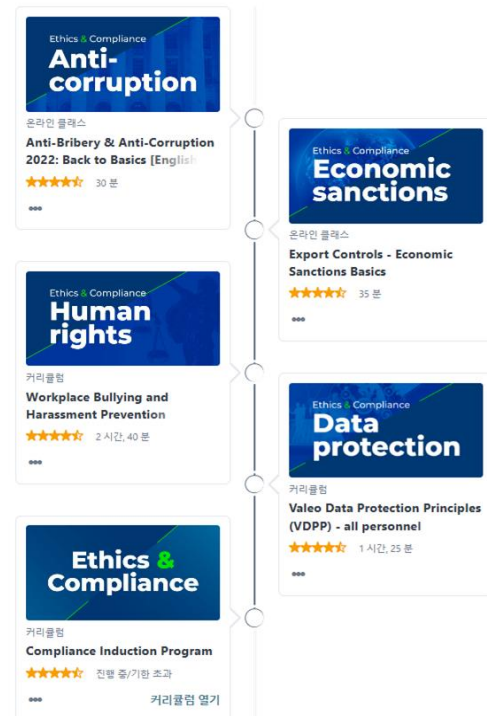 Ethics & Compliance
Anti-
corruption
온라인 클래스
Anti-Bribery & Anti-Corruption
2022: Back to Basics [English
30 분
Ethics & Compliance
Economic
sanctions
온라인 클래스
Export Controls - Economic
Sanctions Basics
35 분
Ethics & Compliance
Human
rights
커리큘럼
Workplace Bullying and
Harassment Prevention
2 시간, 40 분
Ethics & Compliance
Data
protection
커리큘럼
Valeo Data Protection Principles
(VDPP) - all personnel
1 시간, 25 분
Ethics &
Compliance
커리큘럼
Compliance Induction Program
진행 중/기한 초과
커리큘럼 열기